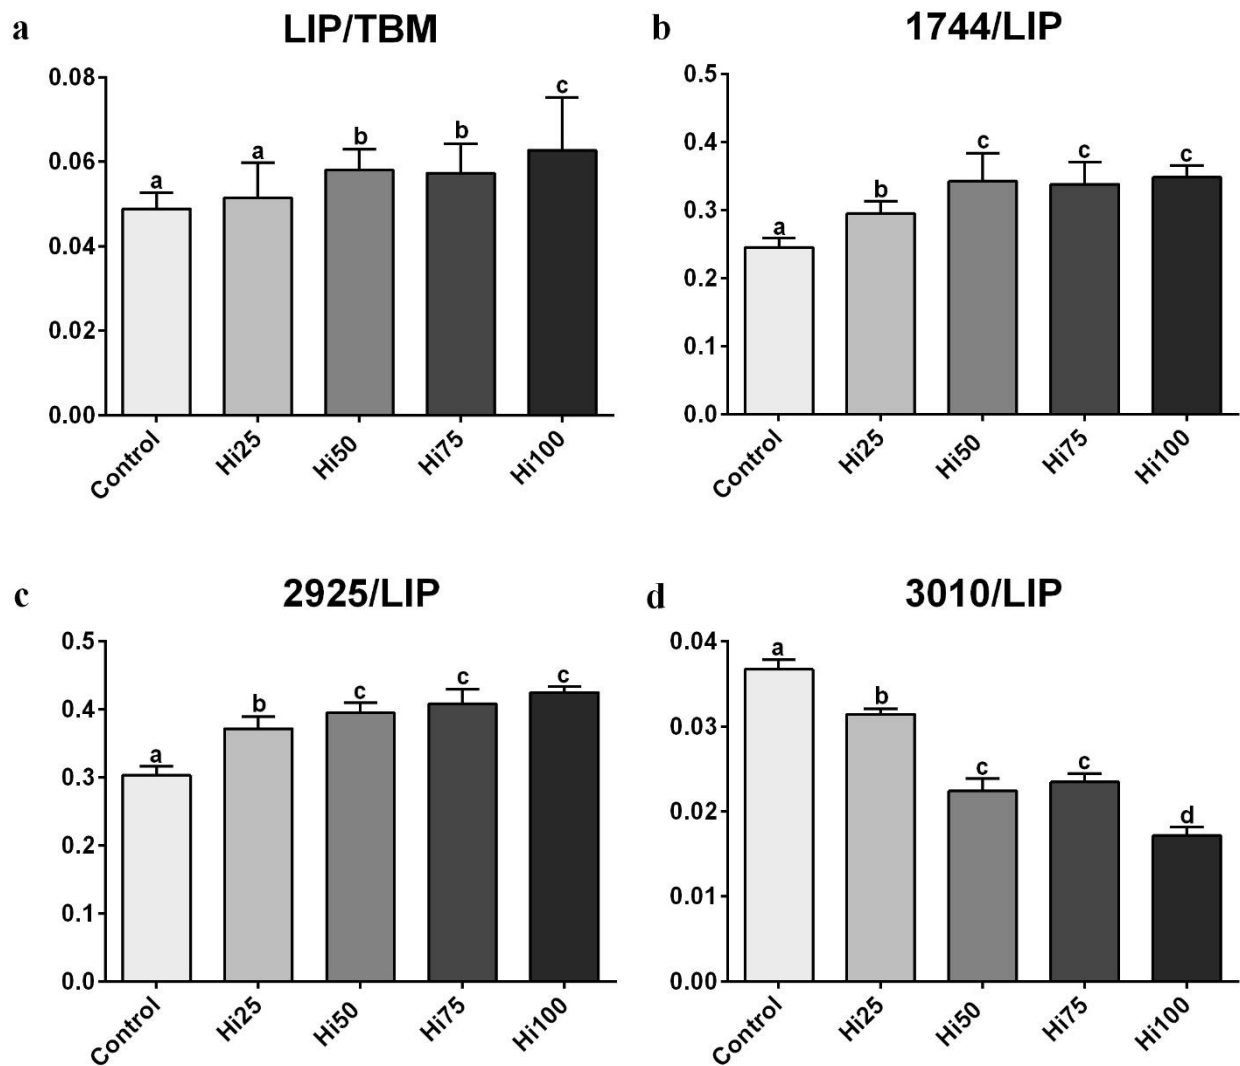 a
LIP/TBM
0.08
0.06
0.04
0.02
0.00
a
a
b
b
c
Control
Hi25
Hi50
Hi75
Hi100
b
1744/LIP
0.5
0.4
0.3
0.2
0.1
0.0
a
b
c
c
c
Control
Hi25
Hi50
Hi75
Hi100
c
2925/LIP
0.5
0.4
0.3
0.2
0.1
0.0
a
b
c
c
c
Control
Hi25
Hi50
Hi75
Hi100
d
3010/LIP
0.04
0.03
0.02
0.01
0.00
a
b
c
c
d
Control
Hi25
Hi50
Hi75
Hi100